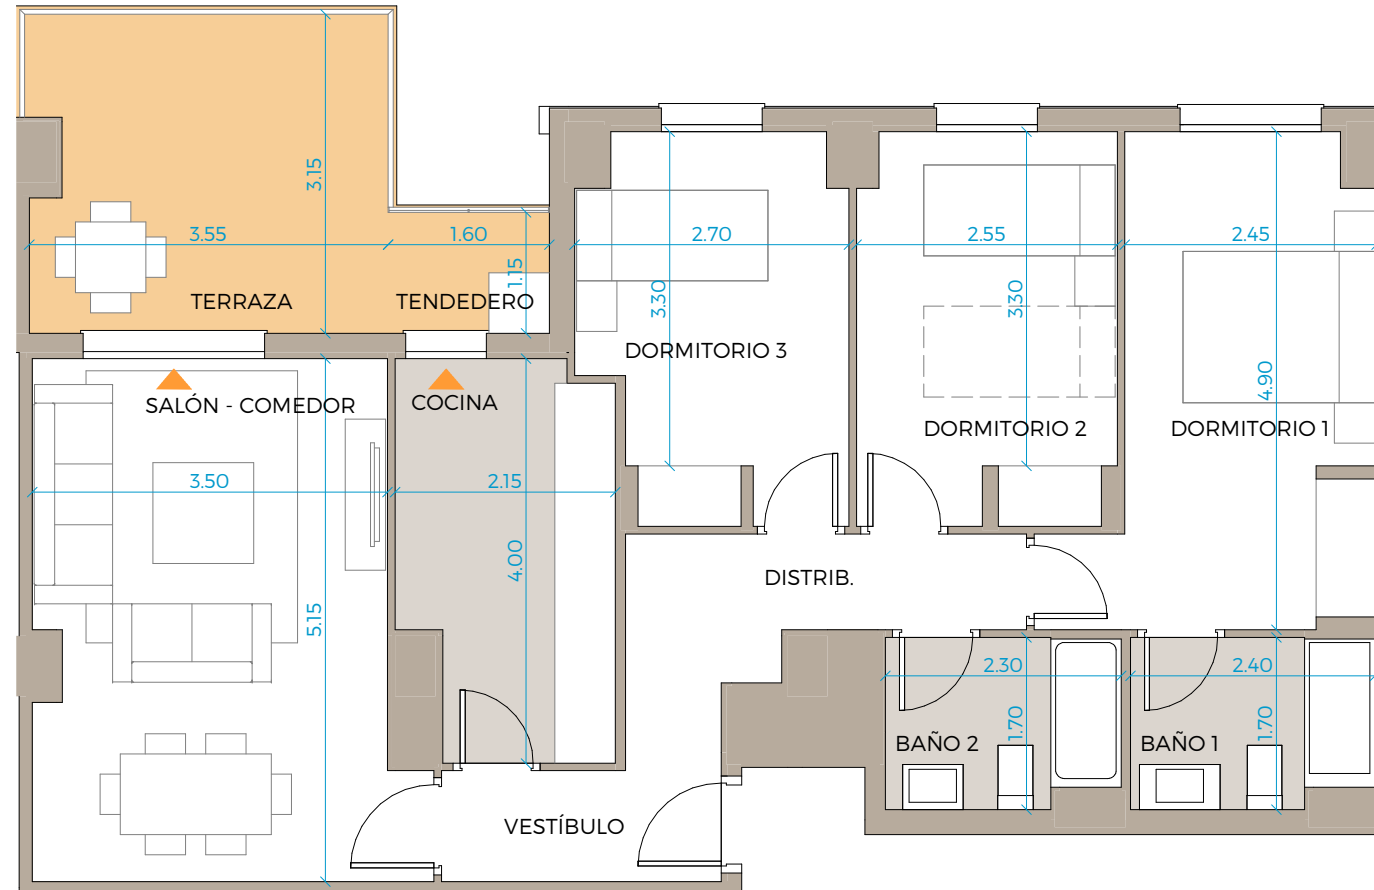 3.15
3.55
1.60
1.15
TERRAZA
TENDEDERO
2.70
3.30
DORMITORIO 3
2.55
3.30
DORMITORIO 2
2.45
4.90
DORMITORIO 1
SALÓN - COMEDOR
3.50
5.15
COCINA
2.15
4.00
DISTRIB.
2.30
1.70
BAÑO 2
2.40
1.70
BAÑO 1
VESTÍBULO